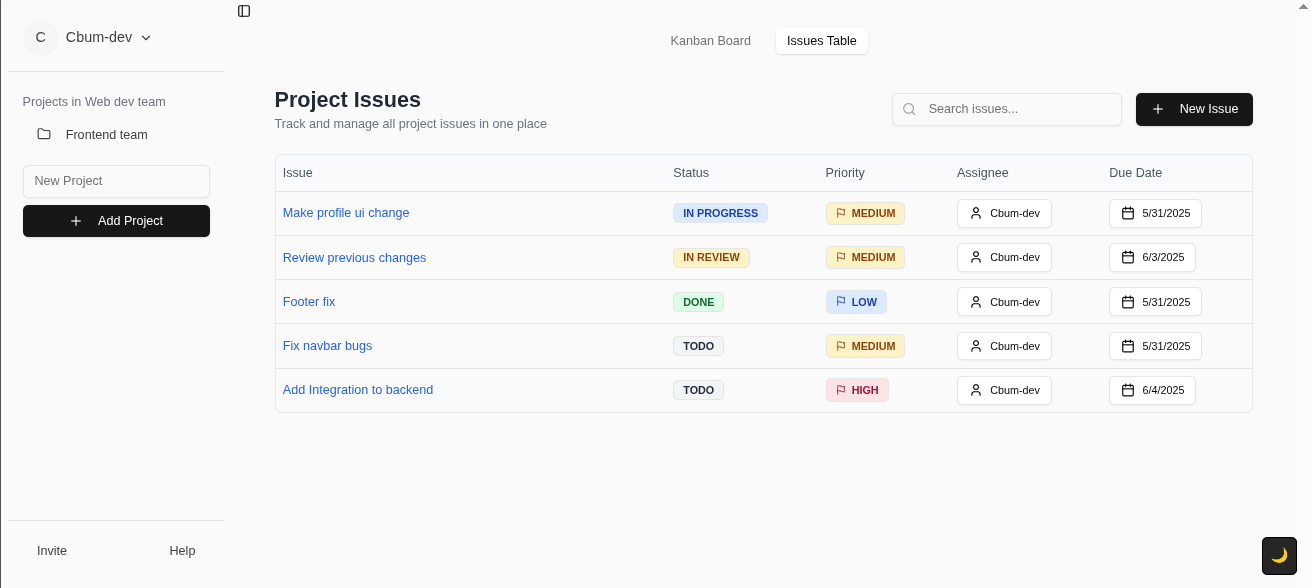 C Cbum-dev
Projects in Web dev team
Frontend team
New Project
Add Project
Invite Help
Kanban Board Issues Table
Project Issues
Track and manage all project issues in one place
Search issues... New Issue
Issue Status Priority Assignee Due Date
Make profile ui change IN PROGRESS MEDIUM Cbum-dev 5/31/2025
Review previous changes IN REVIEW MEDIUM Cbum-dev 6/3/2025
Footer fix DONE LOW Cbum-dev 5/31/2025
Fix navbar bugs TODO MEDIUM Cbum-dev 5/31/2025
Add Integration to backend TODO HIGH Cbum-dev 6/4/2025